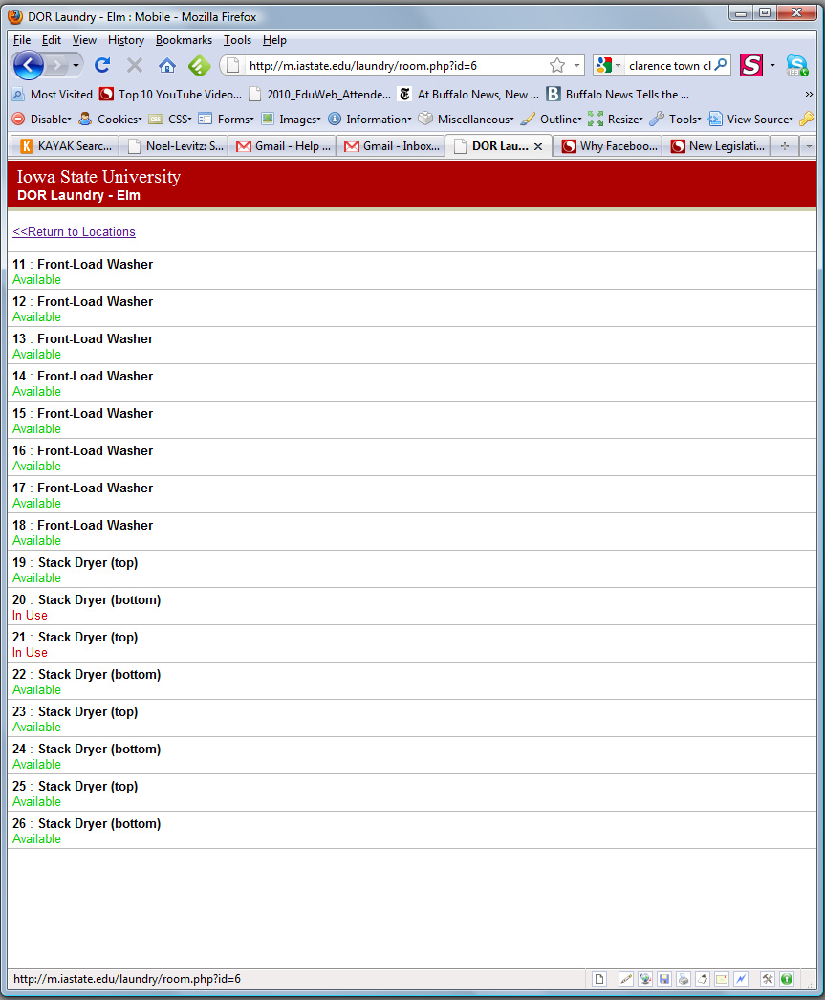 DOR Laundry - Elm : Mobile - Mozilla Firefox
File Edit View History Bookmarks Tools Help
http://m.iastate.edu/laundry/room.php?id=6 clarence town cl S
Most Visited Top 10 YouTube Video... 2010_EduWeb_Attende... At Buffalo News, New ... B Buffalo News Tells the ... »
Disable Cookies CSS Forms Images Information Miscellaneous Outline Resize Tools View Source
KAYAK Searc... Noel-Levitz: S... Gmail - Help ... Gmail - Inbox... DOR Lau... Why Faceboo... New Legislati...
Iowa State University
DOR Laundry - Elm
<<Return to Locations
11 : Front-Load Washer
Available
12 : Front-Load Washer
Available
13 : Front-Load Washer
Available
14 : Front-Load Washer
Available
15 : Front-Load Washer
Available
16 : Front-Load Washer
Available
17 : Front-Load Washer
Available
18 : Front-Load Washer
Available
19 : Stack Dryer (top)
Available
20 : Stack Dryer (bottom)
In Use
21 : Stack Dryer (top)
In Use
22 : Stack Dryer (bottom)
Available
23 : Stack Dryer (top)
Available
24 : Stack Dryer (bottom)
Available
25 : Stack Dryer (top)
Available
26 : Stack Dryer (bottom)
Available
http://m.iastate.edu/laundry/room.php?id=6